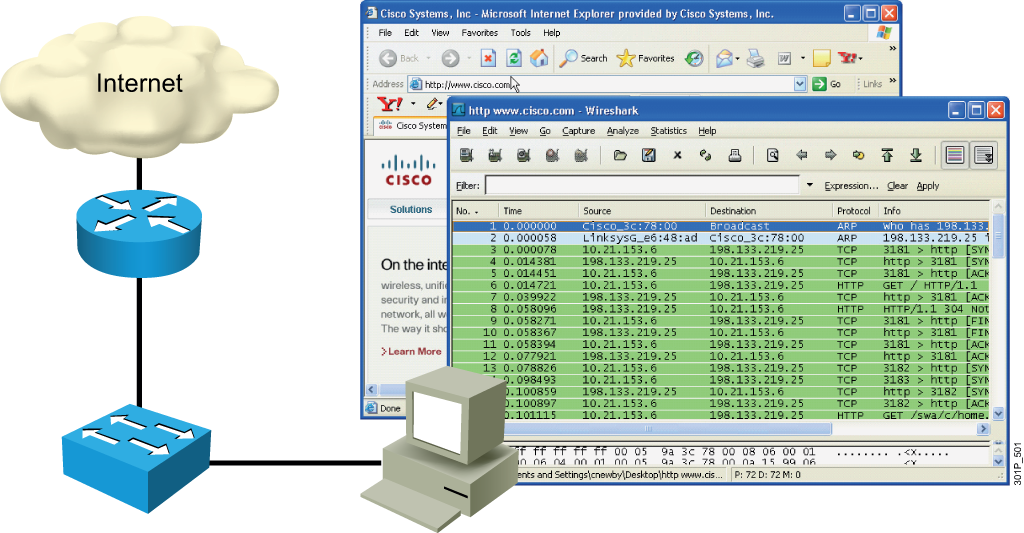 Internet
Cisco Systems, Inc - Microsoft Internet Explorer provided by Cisco Systems, Inc.
File Edit View Favorites Tools Help
Back Search Favorites
Address http://www.cisco.com Go Links
Y!
Cisco System
CISCO
Solutions
On the inte
wireless, unifie
security and in
network, all w
The way it sho
Learn More
Done
http www.cisco.com - Wireshark
File Edit View Go Capture Analyze Statistics Help
Filter: Expression... Clear Apply
No. Time Source Destination Protocol Info
1 0.000000 Cisco_3c:78:00 Broadcast ARP who has 198.133.
2 0.000058 LinksysG_e6:48:ad Cisco_3c:78:00 ARP 198.133.219.25 i
3 0.000078 10.21.153.6 198.133.219.25 TCP 3181 > http [SYN
4 0.014381 198.133.219.25 10.21.153.6 TCP http > 3181 [SYN
5 0.014451 10.21.153.6 198.133.219.25 TCP 3181 > http [ACK
6 0.014721 10.21.153.6 198.133.219.25 HTTP GET / HTTP/1.1
7 0.039922 198.133.219.25 10.21.153.6 TCP http > 3181 [ACK
8 0.058096 198.133.219.25 10.21.153.6 HTTP HTTP/1.1 304 Not
9 0.058271 10.21.153.6 198.133.219.25 TCP 3181 > http [FIN
10 0.058367 198.133.219.25 10.21.153.6 TCP http > 3181 [FIN
11 0.058394 10.21.153.6 198.133.219.25 TCP 3181 > http [ACK
12 0.077921 198.133.219.25 10.21.153.6 TCP http > 3181 [ACK
13 0.078826 10.21.153.6 198.133.219.25 TCP 3182 > http [SYN
0.098493 10.21.153.6 198.133.219.25 TCP 3183 > http [SYN
.100859 198.133.219.25 10.21.153.6 TCP http > 3182 [SYN
.100897 10.21.153.6 198.133.219.25 TCP 3182 > http [ACK
.101115 10.21.153.6 198.133.219.25 HTTP GET /swa/c/home.
ff ff ff ff 00 05 9a 3c 78 00 08 06 00 01 ........ .<x.....
06 04 00 01 00 05 9a 3c 78 00 0a 15 99 06
ents and Settings\cnewby\Desktop\http www.cis... P: 72 D: 72 M: 0
301P_501